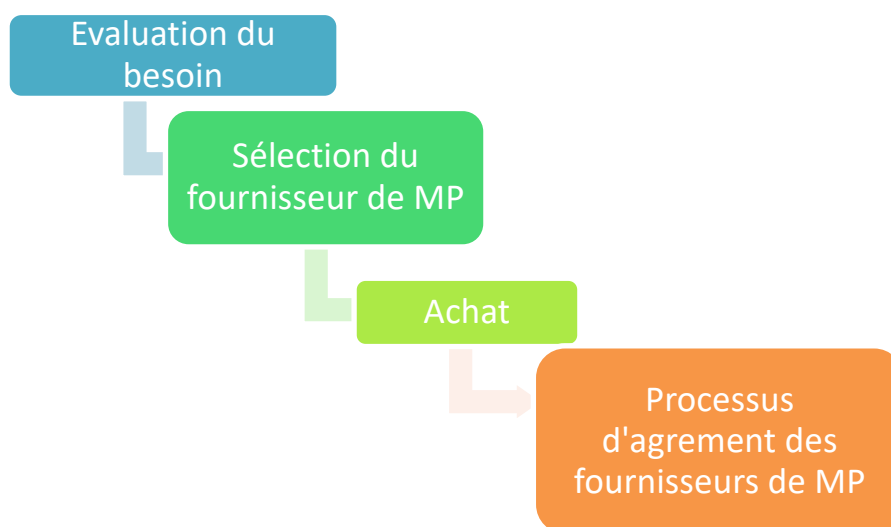 Evaluation du
besoin
Sélection du
fournisseur de MP
Achat
Processus
d'agrement des
fournisseurs de MP